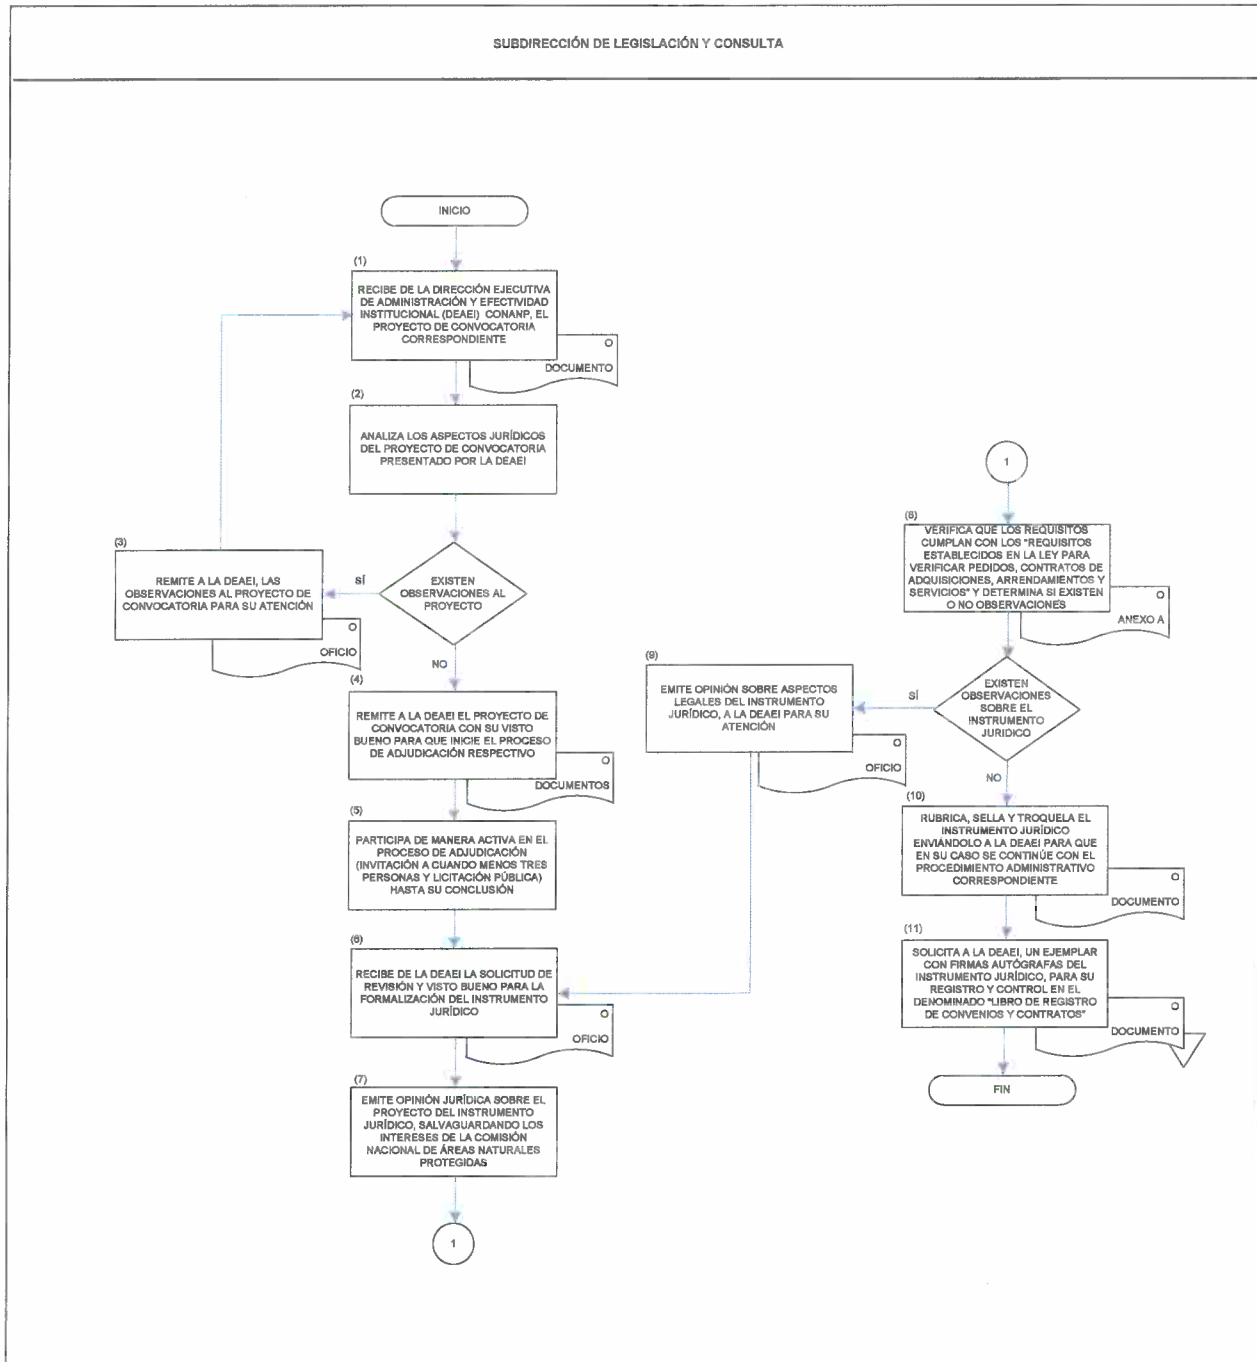 SUBDIRECCIÓN DE LEGISLACIÓN Y CONSULTA
INICIO
(1)
RECIBE DE LA DIRECCIÓN EJECUTIVA
DE ADMINISTRACIÓN Y EFECTIVIDAD
INSTITUCIONAL (DEAEI) CONANP, EL
PROYECTO DE CONVOCATORIA
CORRESPONDIENTE
O
DOCUMENTO
(2)
ANALIZA LOS ASPECTOS JURÍDICOS
DEL PROYECTO DE CONVOCATORIA
PRESENTADO POR LA DEAEI
EXISTEN
OBSERVACIONES AL
PROYECTO
SÍ
(3)
REMITE A LA DEAEI, LAS
OBSERVACIONES AL PROYECTO DE
CONVOCATORIA PARA SU ATENCIÓN
O
OFICIO
NO
(4)
REMITE A LA DEAEI EL PROYECTO DE
CONVOCATORIA CON SU VISTO
BUENO PARA QUE INICIE EL PROCESO
DE ADJUDICACIÓN RESPECTIVO
O
DOCUMENTOS
(5)
PARTICIPA DE MANERA ACTIVA EN EL
PROCESO DE ADJUDICACIÓN
(INVITACIÓN A CUANDO MENOS TRES
PERSONAS Y LICITACIÓN PÚBLICA)
HASTA SU CONCLUSIÓN
(6)
RECIBE DE LA DEAEI LA SOLICITUD DE
REVISIÓN Y VISTO BUENO PARA LA
FORMALIZACIÓN DEL INSTRUMENTO
JURÍDICO
O
OFICIO
(7)
EMITE OPINIÓN JURÍDICA SOBRE EL
PROYECTO DEL INSTRUMENTO
JURÍDICO, SALVAGUARDANDO LOS
INTERESES DE LA COMISIÓN
NACIONAL DE ÁREAS NATURALES
PROTEGIDAS
1
1
(8)
VERIFICA QUE LOS REQUISITOS
CUMPLAN CON LOS "REQUISITOS
ESTABLECIDOS EN LA LEY PARA
VERIFICAR PEDIDOS, CONTRATOS DE
ADQUISICIONES, ARRENDAMIENTOS Y
SERVICIOS" Y DETERMINA SI EXISTEN
O NO OBSERVACIONES
O
ANEXO A
EXISTEN
OBSERVACIONES
SOBRE EL
INSTRUMENTO
JURIDICO
SÍ
(9)
EMITE OPINIÓN SOBRE ASPECTOS
LEGALES DEL INSTRUMENTO
JURÍDICO, A LA DEAEI PARA SU
ATENCIÓN
O
OFICIO
NO
(10)
RUBRICA, SELLA Y TROQUELA EL
INSTRUMENTO JURÍDICO
ENVIÁNDOLO A LA DEAEI PARA QUE
EN SU CASO SE CONTINÚE CON EL
PROCEDIMIENTO ADMINISTRATIVO
CORRESPONDIENTE
O
DOCUMENTO
(11)
SOLICITA A LA DEAEI, UN EJEMPLAR
CON FIRMAS AUTÓGRAFAS DEL
INSTRUMENTO JURÍDICO, PARA SU
REGISTRO Y CONTROL EN EL
DENOMINADO "LIBRO DE REGISTRO
DE CONVENIOS Y CONTRATOS"
O
DOCUMENTO
FIN